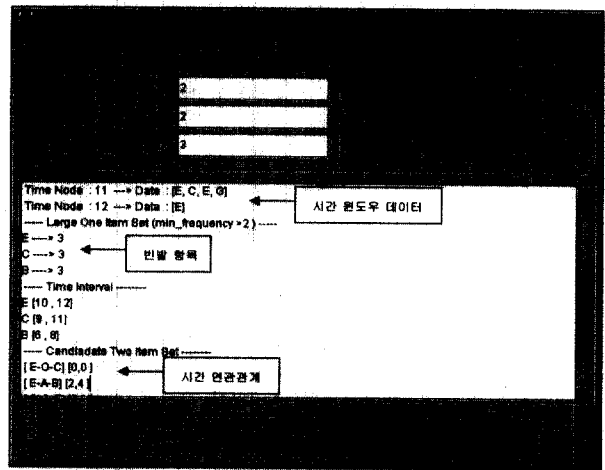 2
2
3
Time Node : 11 ---> Data : [E, C, E, G]
Time Node : 12 ---> Data : [E]
시간 윈도우 데이터
----- Large One Item Set (min_frequency >2 ) -----
E ----> 3
C ----> 3
B ----> 3
빈발 항목
----- Time Interval -------
E [10 , 12]
C [9 , 11]
B [6 , 8]
----- Candisdate Two Item Set --------
[ E-O-C] [0,0 ]
[ E-A-B] [2,4 ]
시간 연관관계